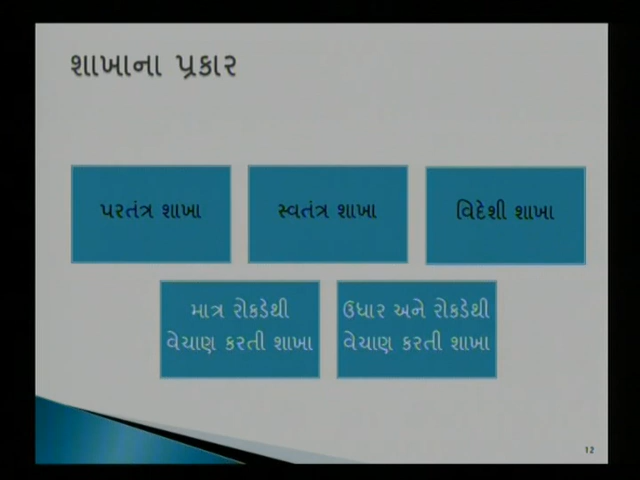 શાખાના પ્રકાર
પરતંત્ર શાખા
સ્વતંત્ર શાખા
વિદેશી શાખા
માત્ર રોકડેથી
વેચાણ કરતી શાખા
ઉધાર અને રોકડેથી
વેચાણ કરતી શાખા
12